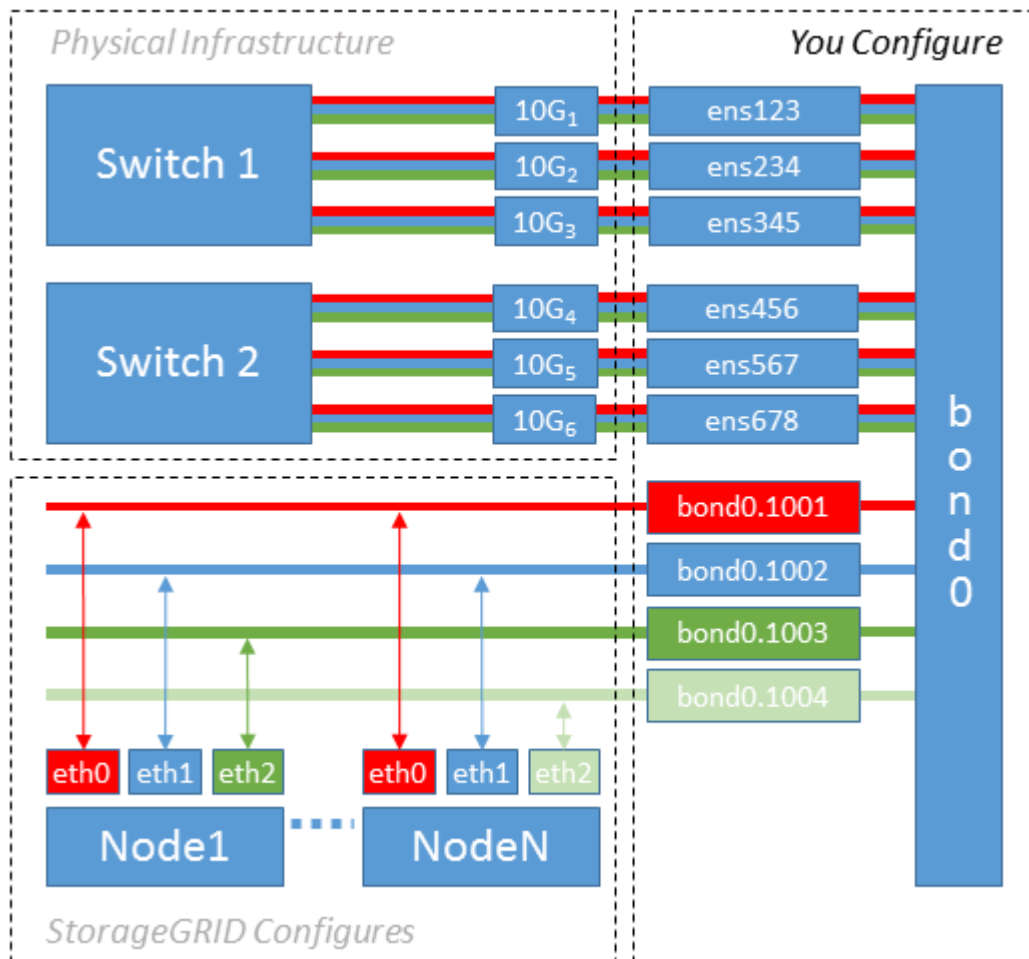 Physical Infrastructure
You Configure
Switch 1
10G₁
ens123
10G₂
ens234
10G₃
ens345
Switch 2
10G₄
ens456
10G₅
ens567
10G₆
ens678
bond0
bond0.1001
bond0.1002
bond0.1003
bond0.1004
eth0
eth1
eth2
eth0
eth1
eth2
Node1
NodeN
StorageGRID Configures